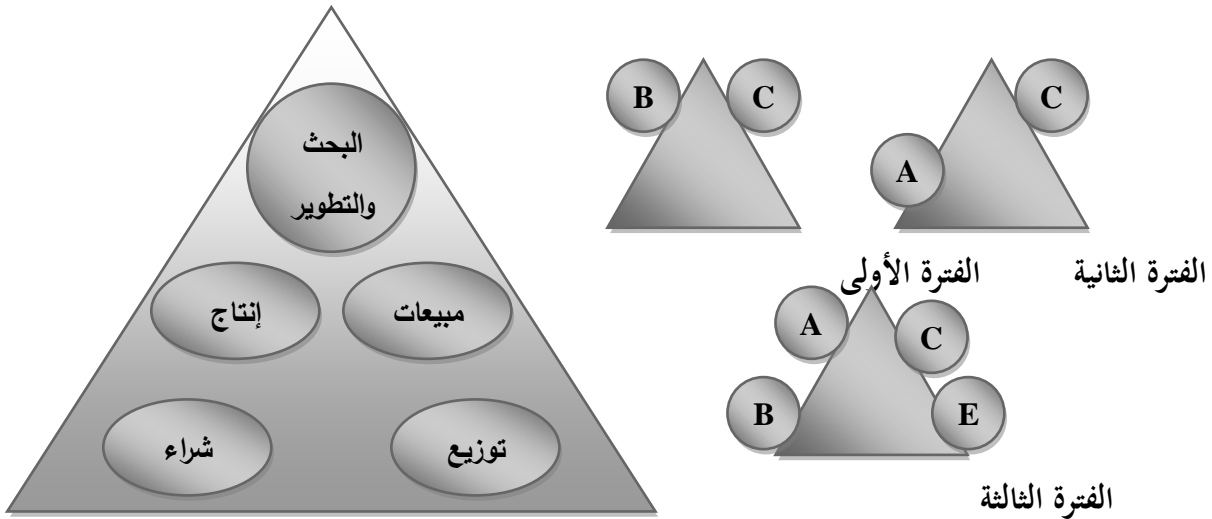 البحث
والتطوير
إنتاج
مبيعات
شراء
توزيع
B
C
C
A
الفترة الأولى
الفترة الثانية
A
C
B
E
الفترة الثالثة